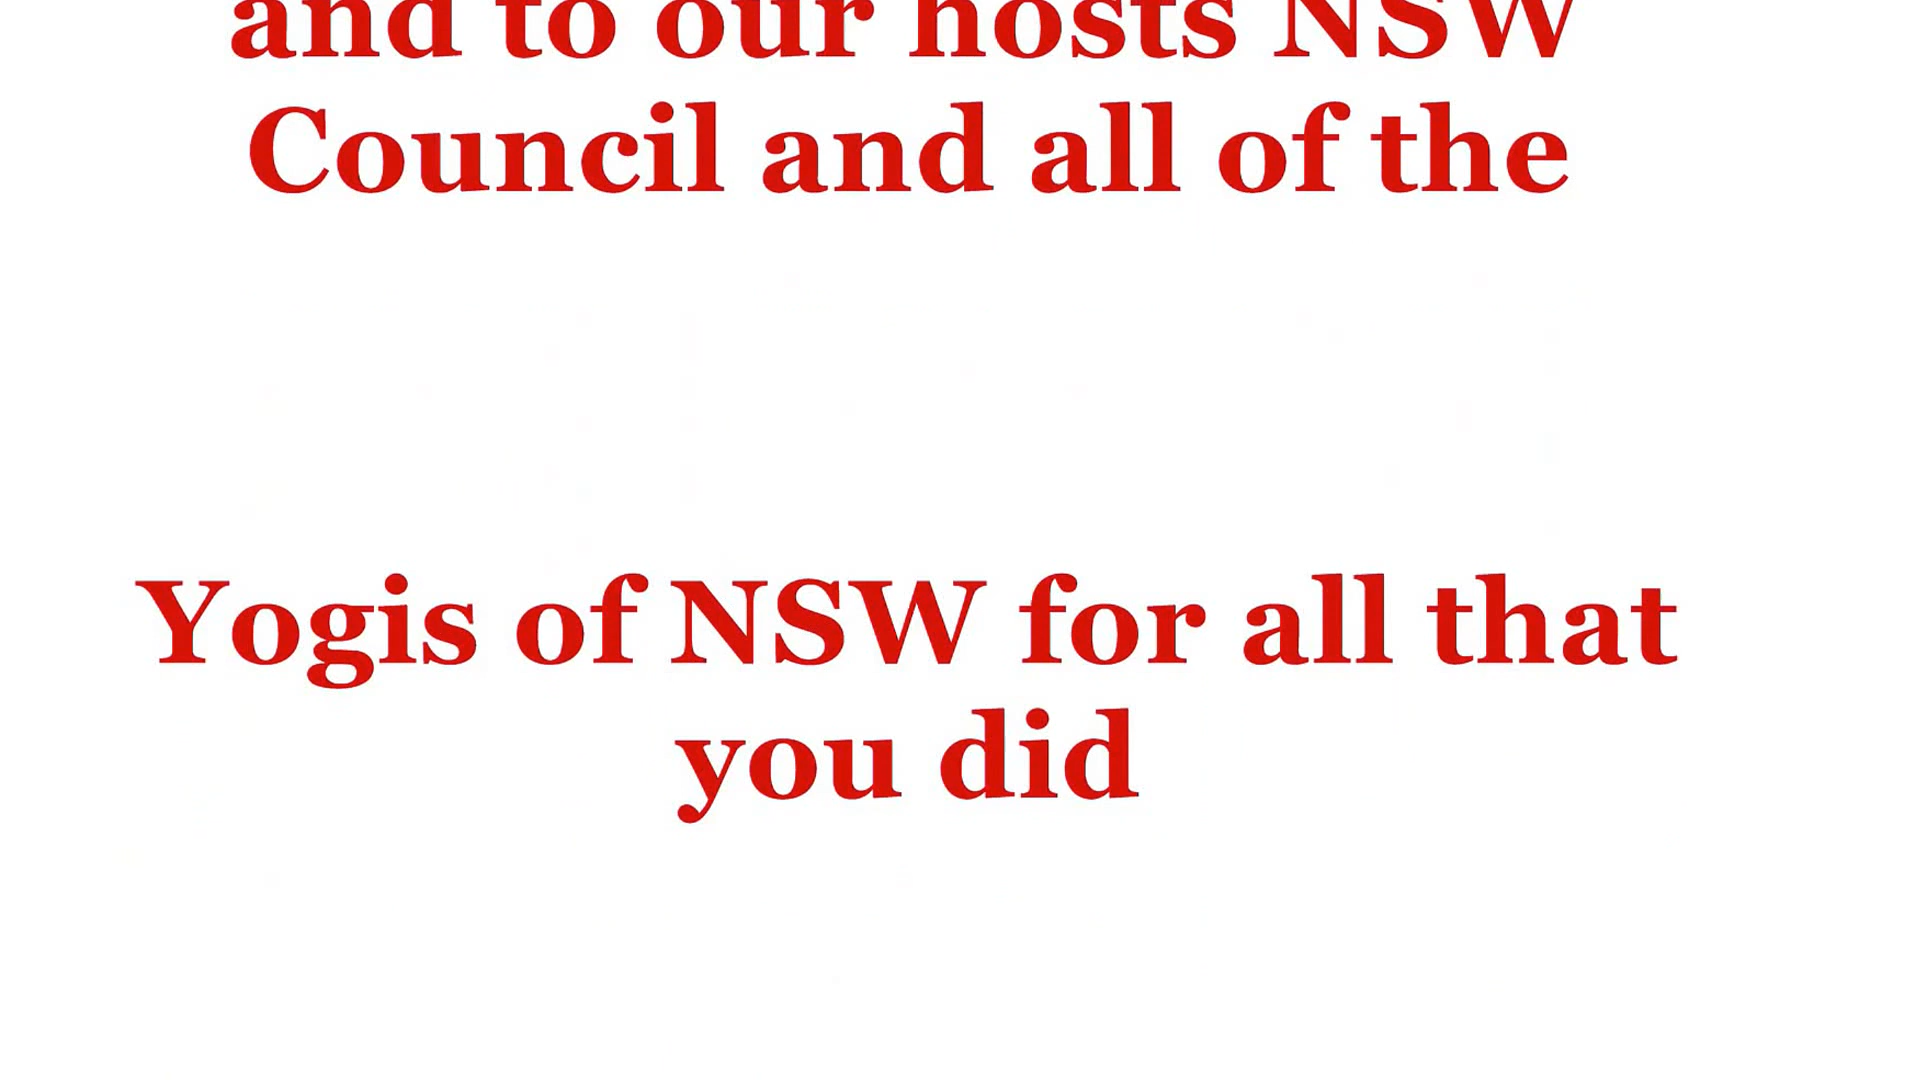 and to our hosts NSW
Council and all of the
Yogis of NSW for all that
you did